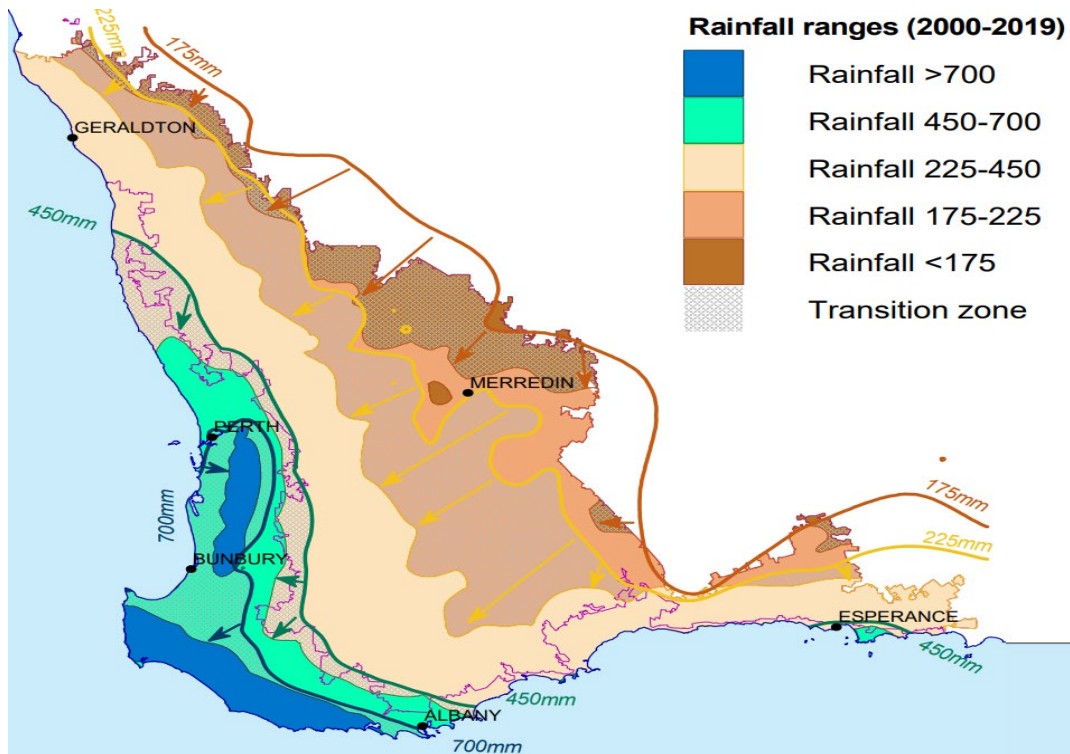 Rainfall ranges (2000-2019)
Rainfall >700
Rainfall 450-700
Rainfall 225-450
Rainfall 175-225
Rainfall <175
Transition zone
225mm
175mm
GERALDTON
450mm
MERREDIN
PERTH
700mm
BUNBURY
175mm
225mm
ESPERANCE
450mm
450mm
ALBANY
700mm